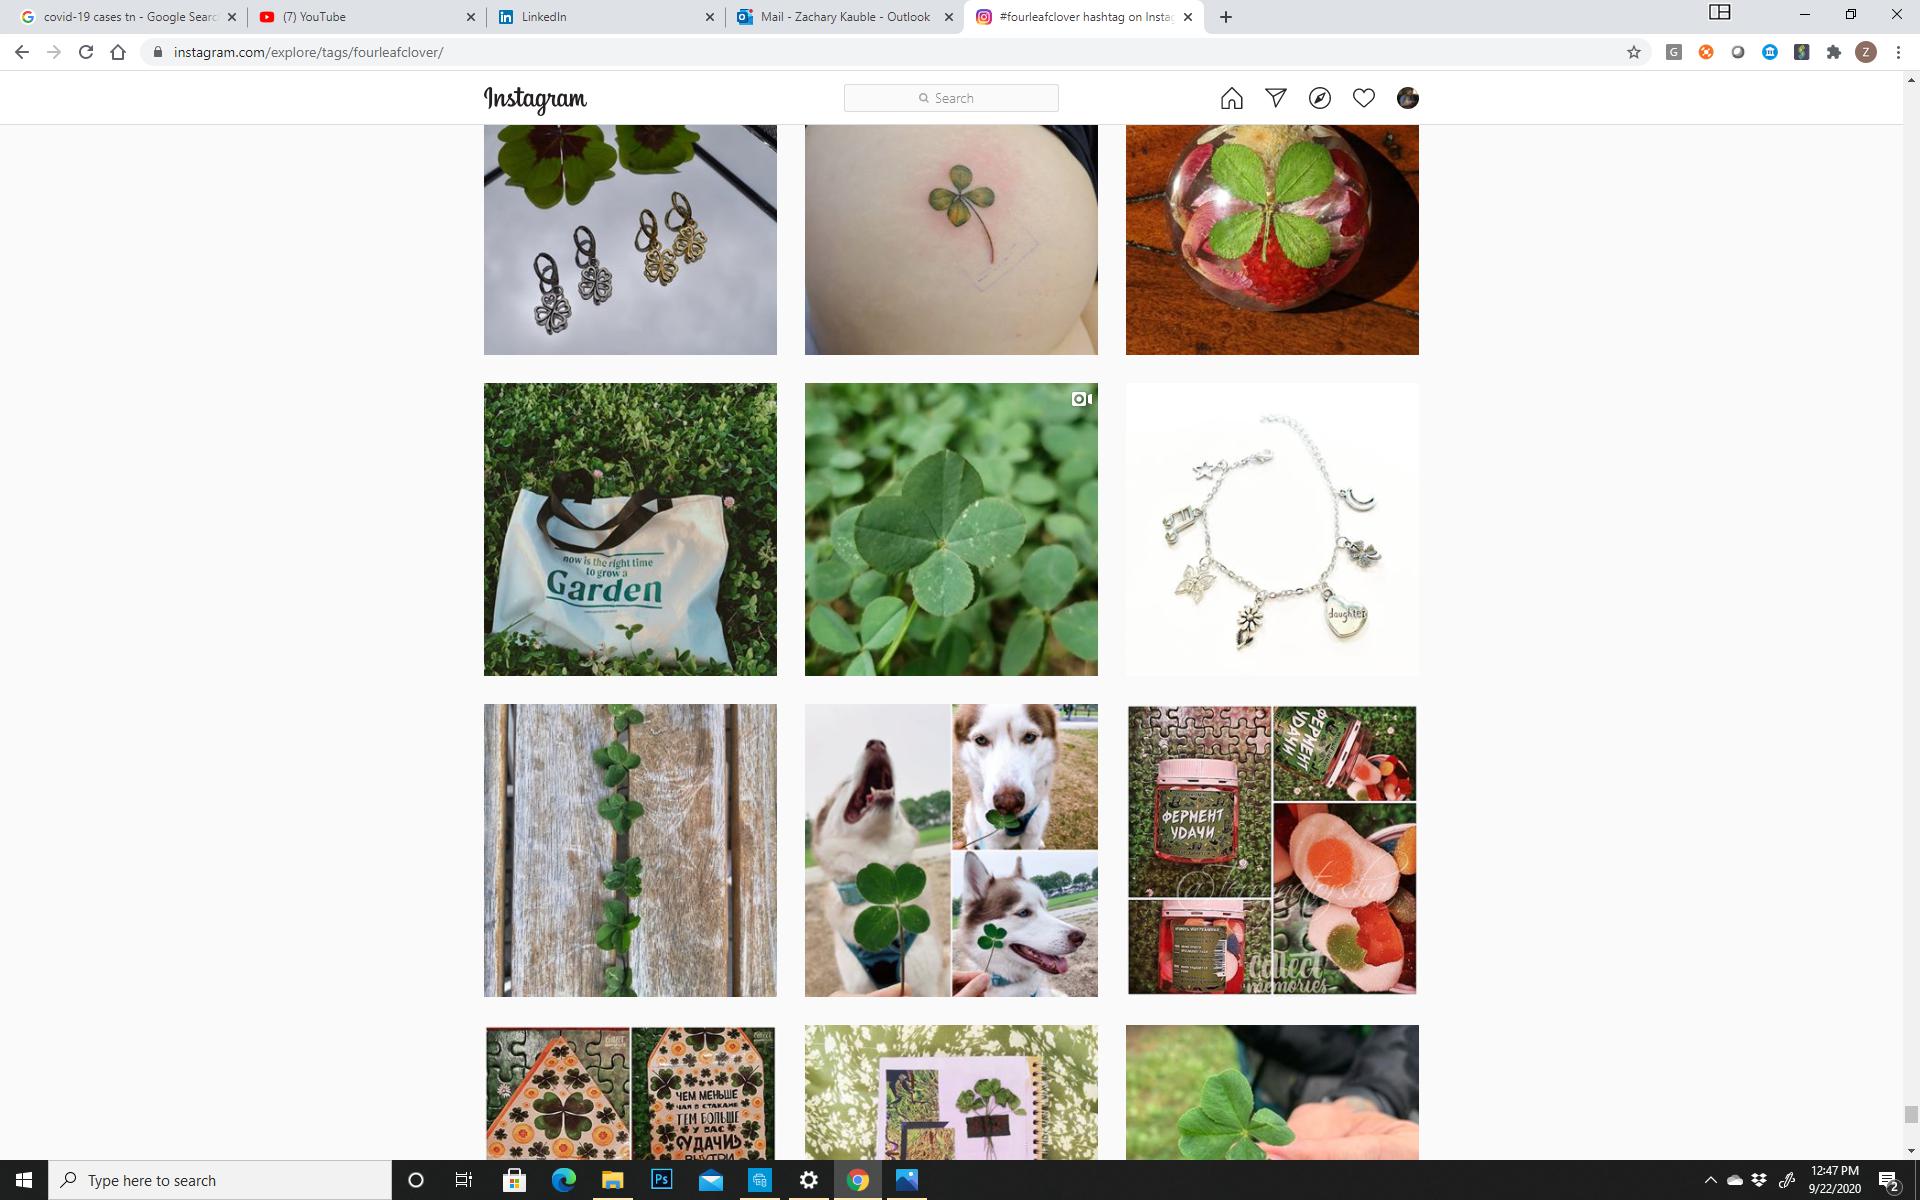 covid-19 cases tn - Google Searc
(7) YouTube
LinkedIn
Mail - Zachary Kauble - Outlook
#fourleafclover hashtag on Insta
instagram.com/explore/tags/fourleafclover/
G
Z
Instagram
Search
now is the right time
to grow a
Garden
daughter
ФЕРМЕНТ
УДАЧИ
ФЕРМЕНТ
УДАЧИ
collect
memories
ЧЕМ МЕНЬШЕ
ЧАЯ В СТАКАНЕ
ТЕМ БОЛЬШЕ
У ВАС
УДАЧИ
ВНУТРИ
Type here to search
Ps
12:47 PM
9/22/2020
2